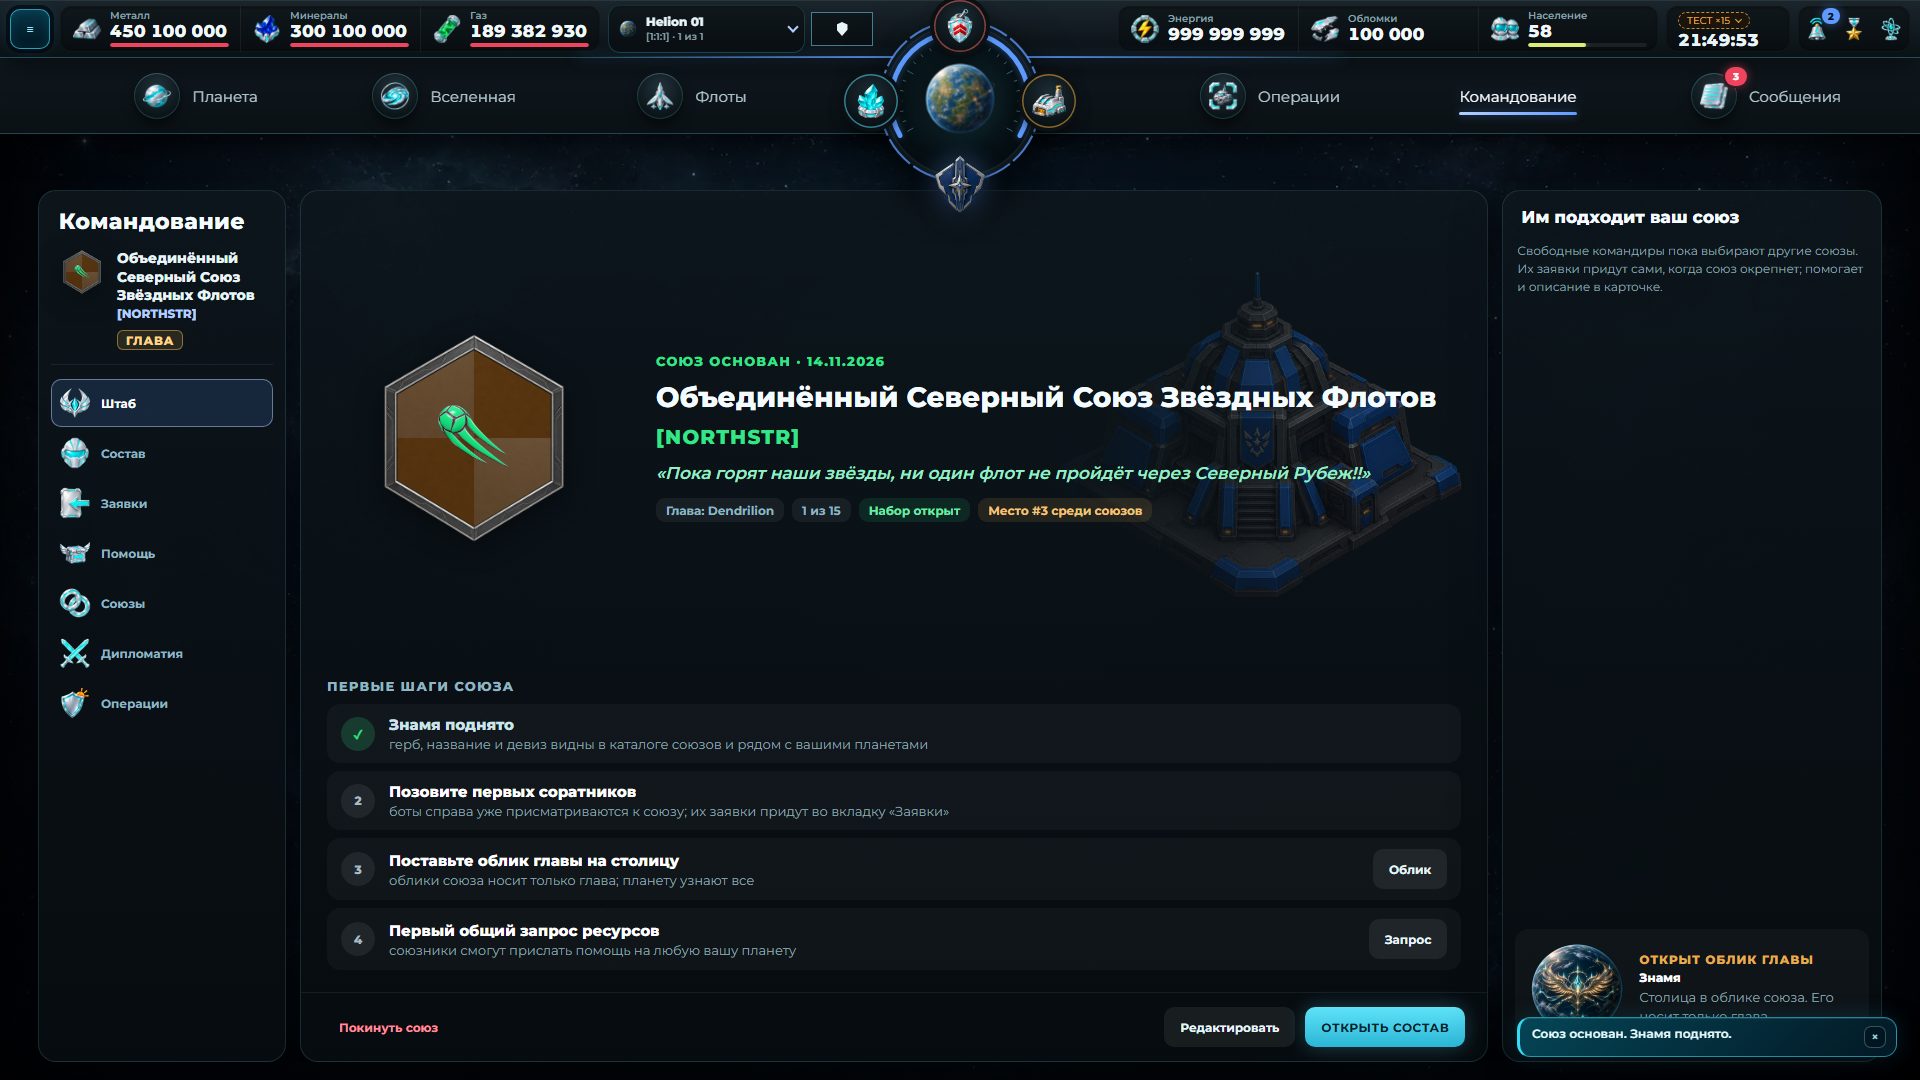 Металл
450 100 000
Минералы
300 100 000
Газ
189 382 930
Helion 01
[1:1:1] · 1 из 1
Энергия
999 999 999
Обломки
100 000
Население
58
ТЕСТ ×15
21:49:53
2
Планета
Вселенная
Флоты
Операции
Командование
3
Сообщения
Командование
Объединённый
Северный Союз
Звёздных Флотов
[NORTHSTR]
ГЛАВА
Штаб
Состав
Заявки
Помощь
Союзы
Дипломатия
Операции
СОЮЗ ОСНОВАН · 14.11.2026
Объединённый Северный Союз Звёздных Флотов
[NORTHSTR]
«Пока горят наши звёзды, ни один флот не пройдёт через Северный Рубеж!!»
Глава: Dendrilion
1 из 15
Набор открыт
Место #3 среди союзов
ПЕРВЫЕ ШАГИ СОЮЗА
Знамя поднято
герб, название и девиз видны в каталоге союзов и рядом с вашими планетами
2
Позовите первых соратников
боты справа уже присматриваются к союзу; их заявки придут во вкладку «Заявки»
3
Поставьте облик главы на столицу
облики союза носит только глава; планету узнают все
Облик
4
Первый общий запрос ресурсов
союзники смогут прислать помощь на любую вашу планету
Запрос
Покинуть союз
Редактировать
ОТКРЫТЬ СОСТАВ
Им подходит ваш союз
Свободные командиры пока выбирают другие союзы.
Их заявки придут сами, когда союз окрепнет; помогает
и описание в карточке.
ОТКРЫТ ОБЛИК ГЛАВЫ
Знамя
Столица в облике союза. Его
носит только глава.
Союз основан. Знамя поднято.
×